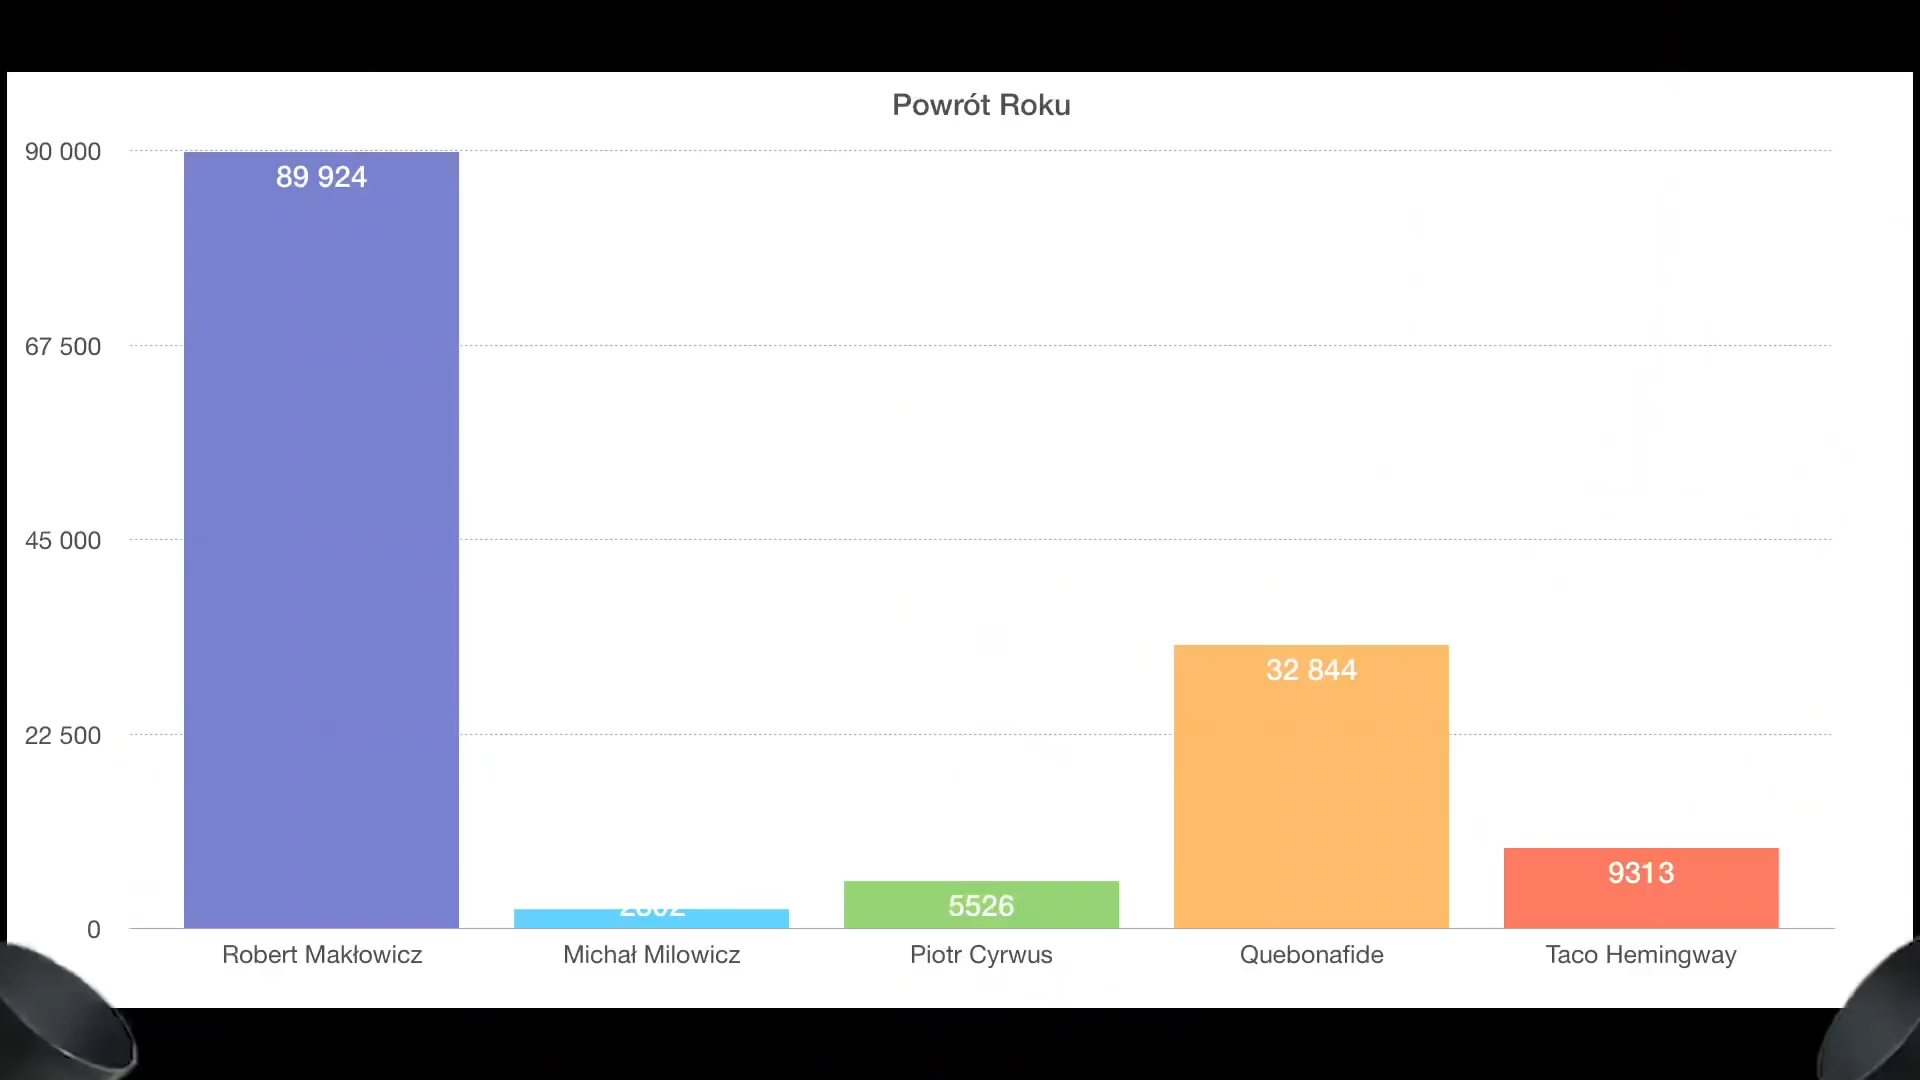 Powrót Roku
90 000
89 924
67 500
45 000
32 844
22 500
9313
5526
0
Robert Makłowicz
Michał Milowicz
Piotr Cyrwus
Quebonafide
Taco Hemingway